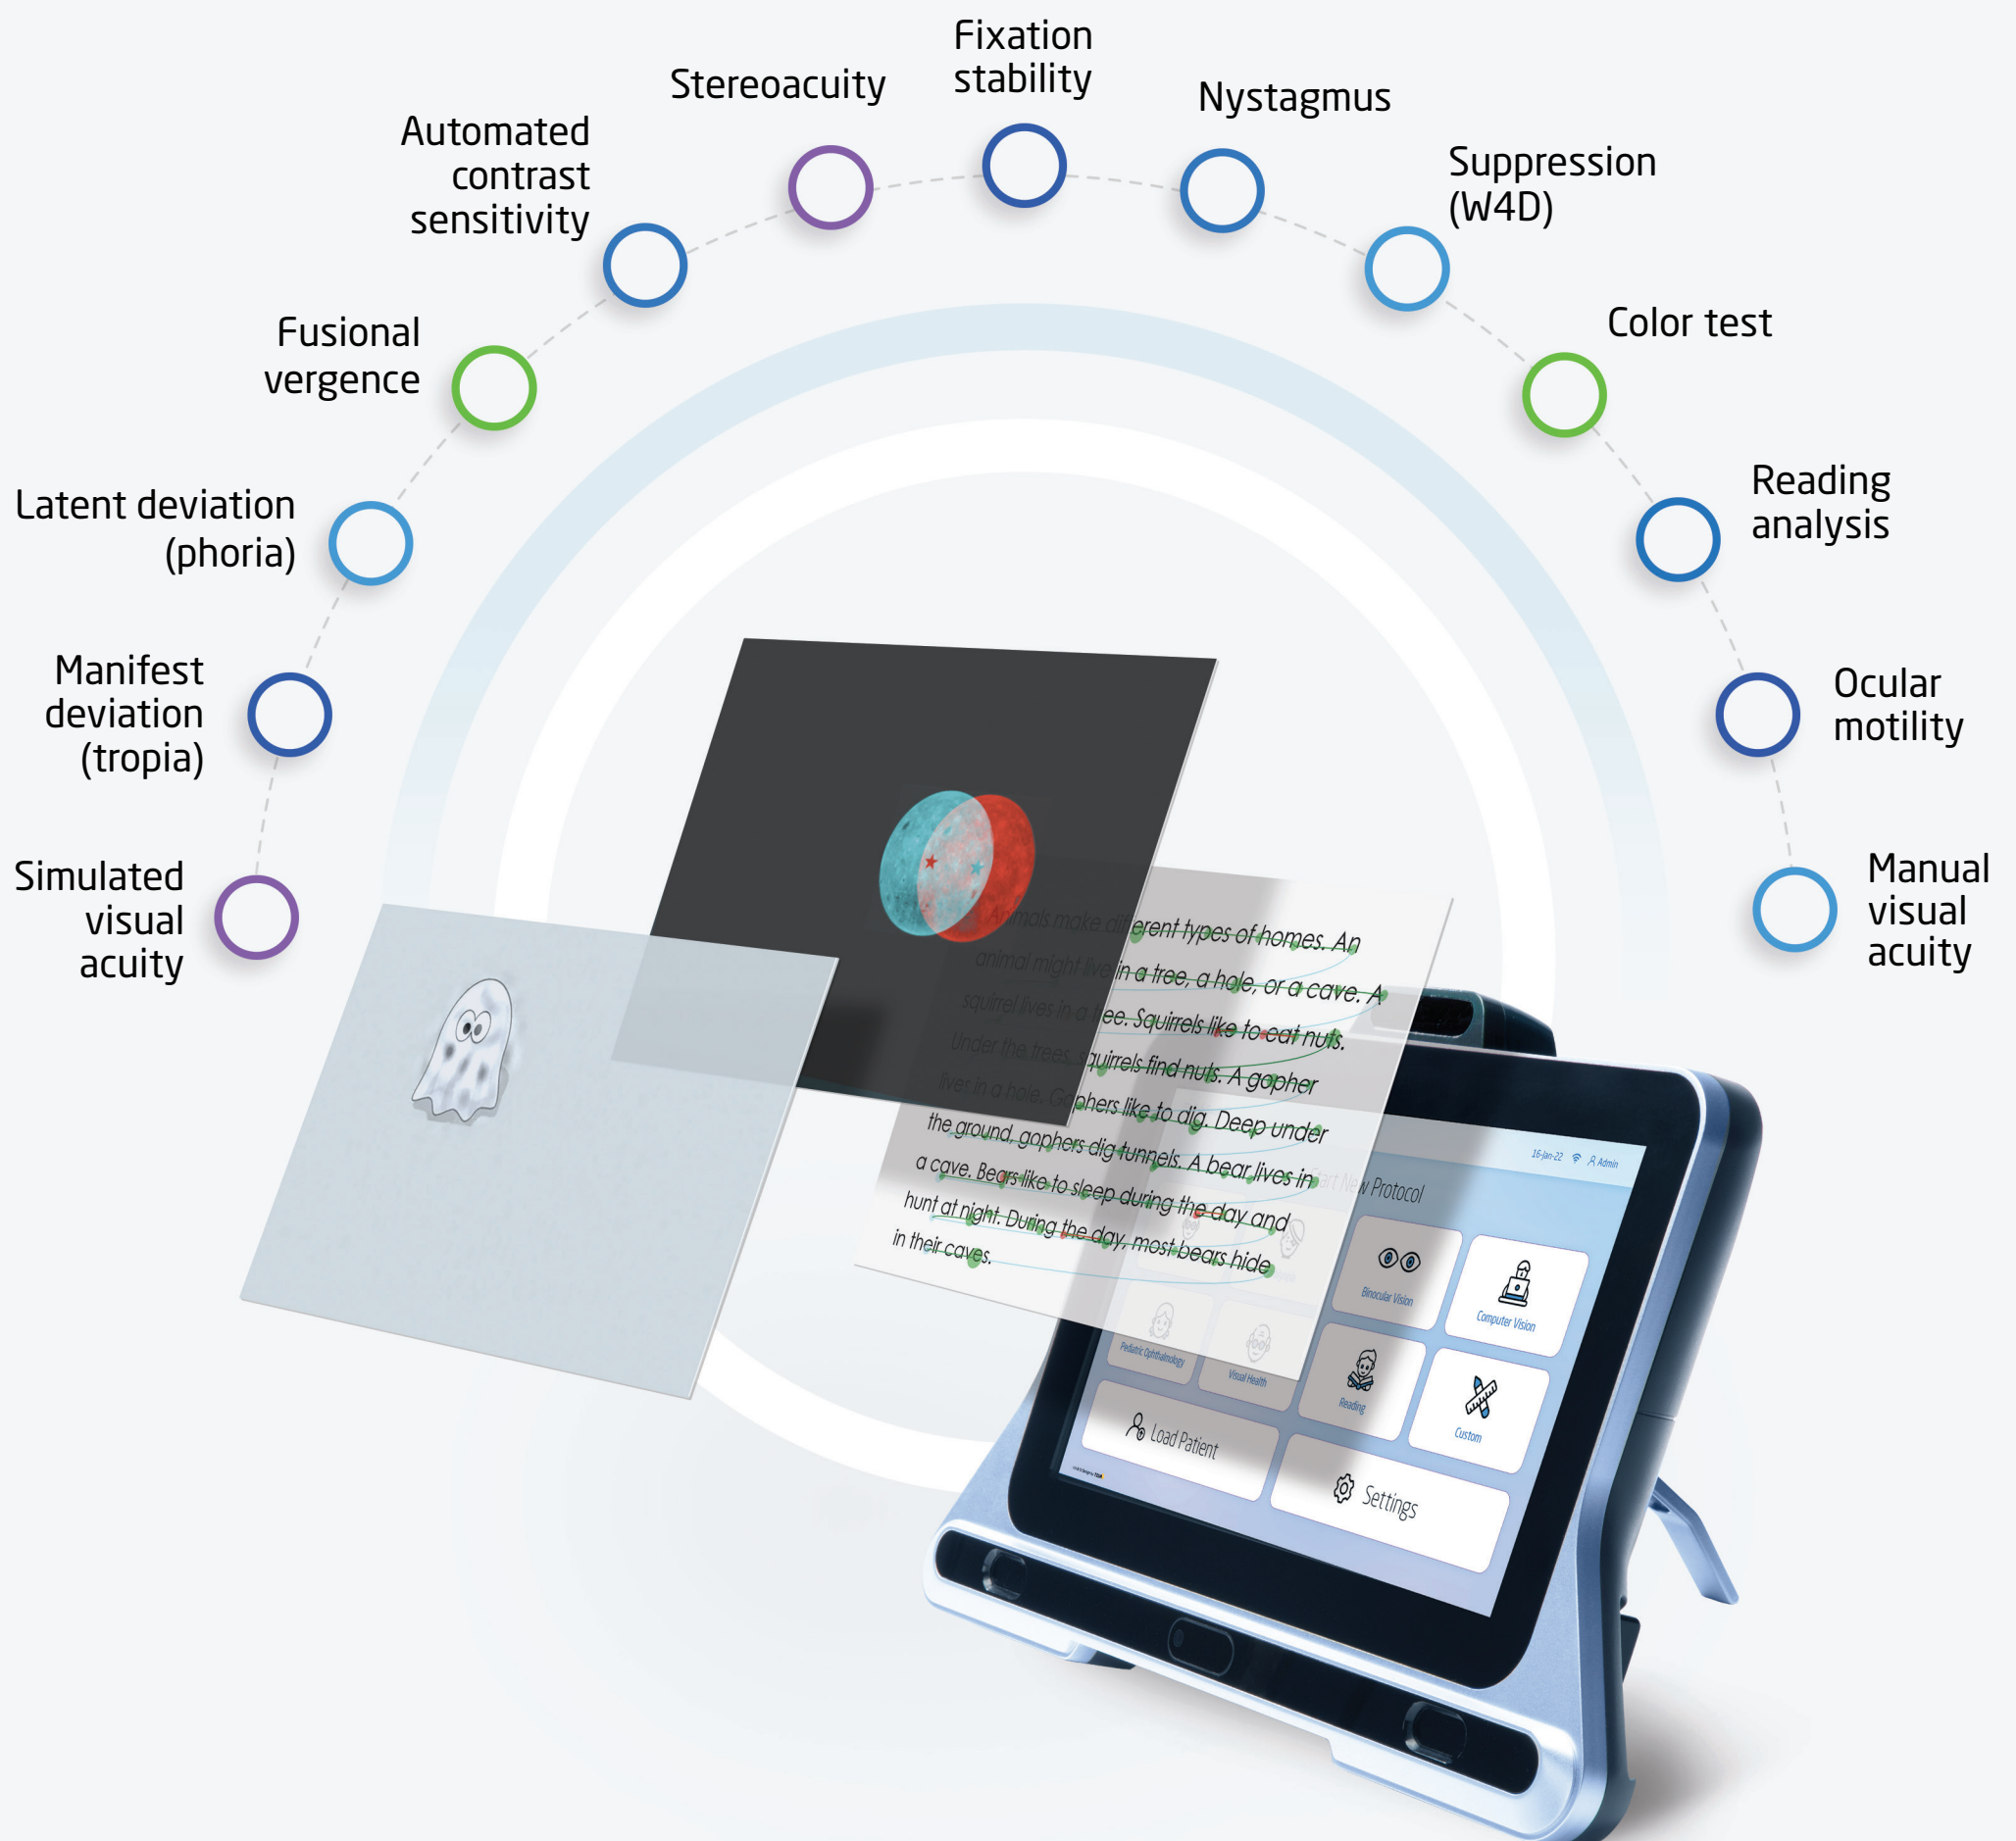 Fixation
stability
Stereoacuity
Nystagmus
Automated
contrast
sensitivity
Suppression
(W4D)
Fusional
vergence
Color test
Latent deviation
(phoria)
Reading
analysis
Manifest
deviation
(tropia)
Ocular
motility
Simulated
visual
acuity
Manual
visual
acuity
Animals make different types of homes. An
animal might live in a tree, a hole, or a cave. A
squirrel lives in a tree. Squirrels like to eat nuts.
Under the trees, squirrels find nuts. A gopher
lives in a hole. Gophers like to dig. Deep under
the ground, gophers dig tunnels. A bear lives in
a cave. Bears like to sleep during the day and
hunt at night. During the day, most bears hide
in their caves.
16-Jan-22 Admin
Start New Protocol
Binocular Vision
Computer Vision
Pediatric Ophthalmology
Visual Health
Reading
Custom
Load Patient
Settings